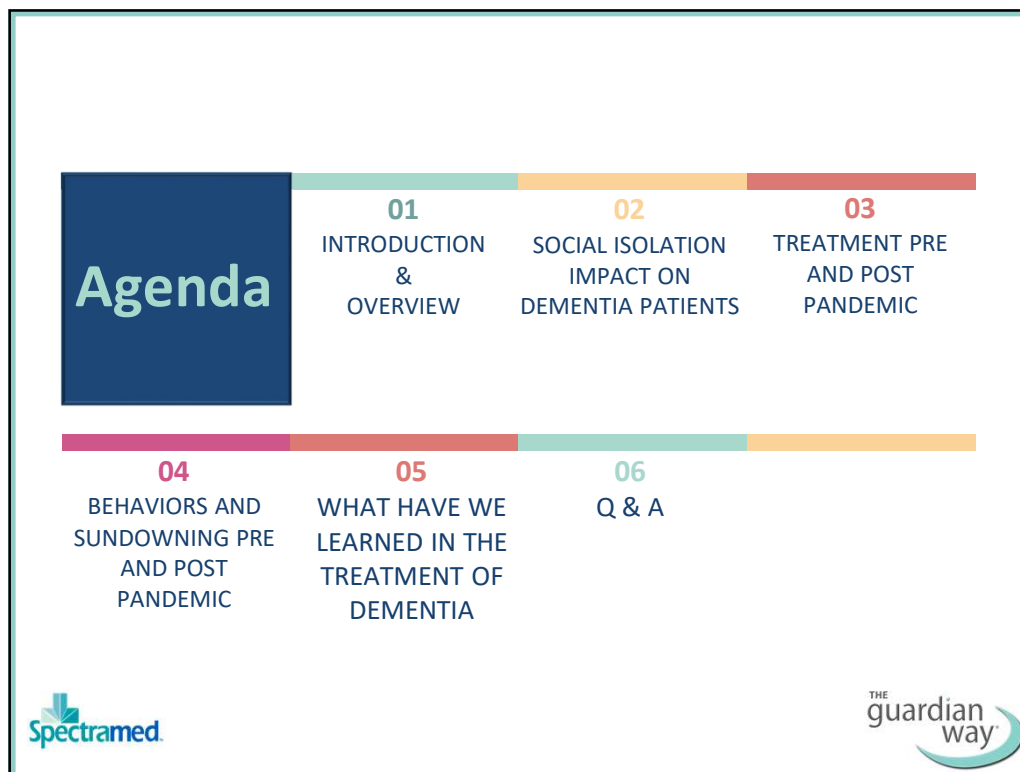 Agenda
01
INTRODUCTION
&
OVERVIEW
02
SOCIAL ISOLATION
IMPACT ON
DEMENTIA PATIENTS
03
TREATMENT PRE
AND POST
PANDEMIC
04
BEHAVIORS AND
SUNDOWNING PRE
AND POST
PANDEMIC
05
WHAT HAVE WE
LEARNED IN THE
TREATMENT OF
DEMENTIA
06
Q & A
Spectramed
THE
guardian
way